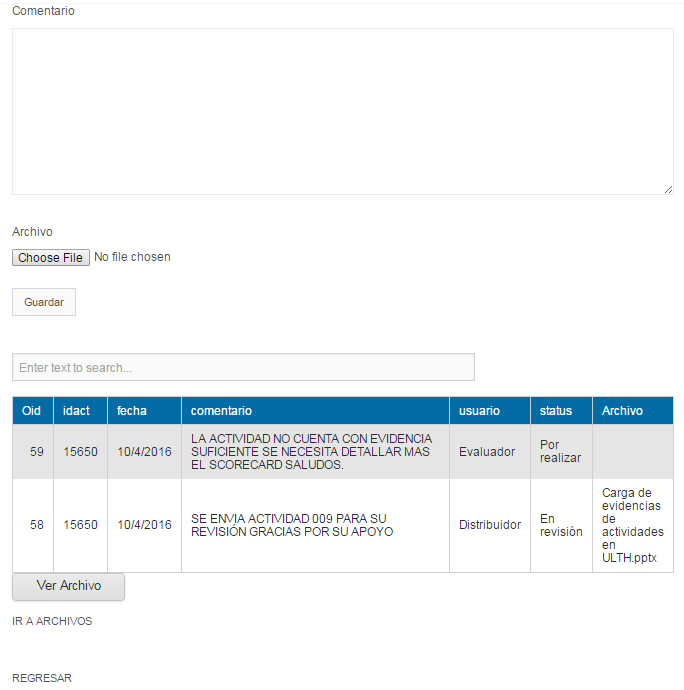 Comentario
Archivo
Choose File No file chosen
Guardar
Enter text to search...
Oid idact fecha comentario usuario status Archivo
59 15650 10/4/2016 LA ACTIVIDAD NO CUENTA CON EVIDENCIA
SUFICIENTE SE NECESITA DETALLAR MAS
EL SCORECARD SALUDOS.
Evaluador
Por
realizar
58 15650 10/4/2016 SE ENVIA ACTIVIDAD 009 PARA SU
REVISIÓN GRACIAS POR SU APOYO
Distribuidor
En
revisión
Carga de
evidencias
de
actividades
en
ULTH.pptx
Ver Archivo
IR A ARCHIVOS
REGRESAR